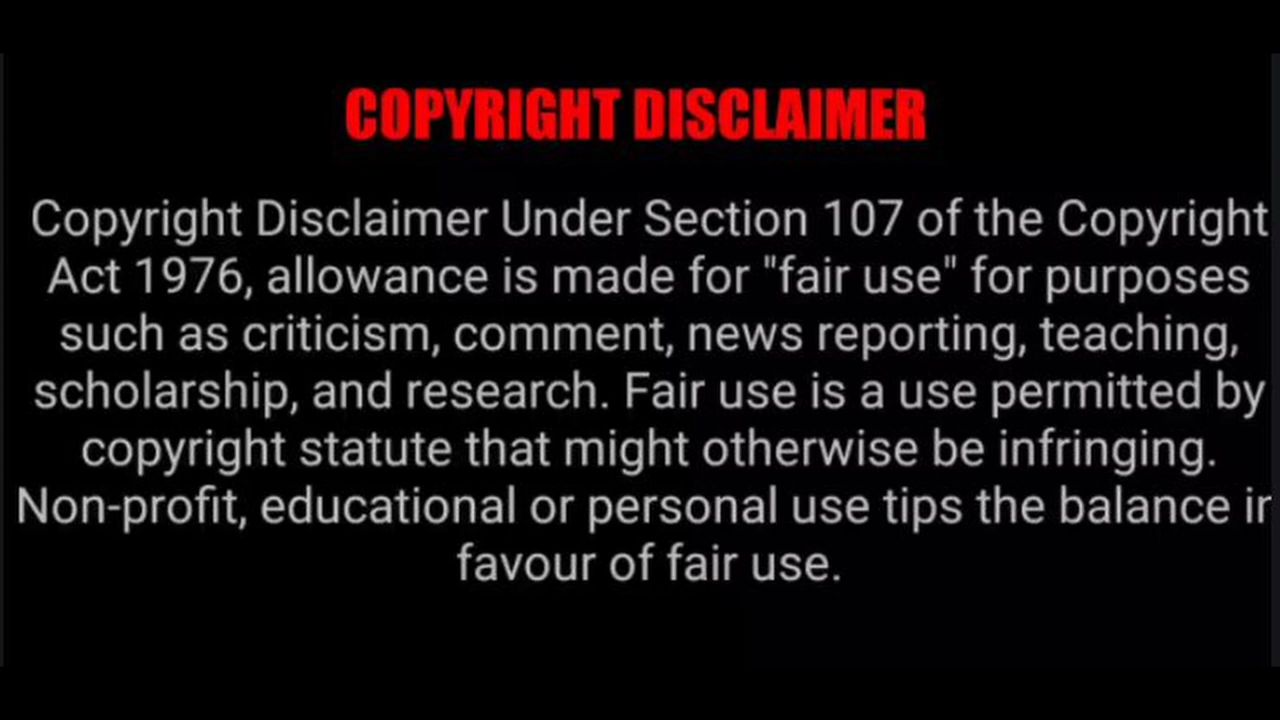 COPYRIGHT DISCLAIMER
Copyright Disclaimer Under Section 107 of the Copyright
Act 1976, allowance is made for "fair use" for purposes
such as criticism, comment, news reporting, teaching,
scholarship, and research. Fair use is a use permitted by
copyright statute that might otherwise be infringing.
Non-profit, educational or personal use tips the balance in
favour of fair use.